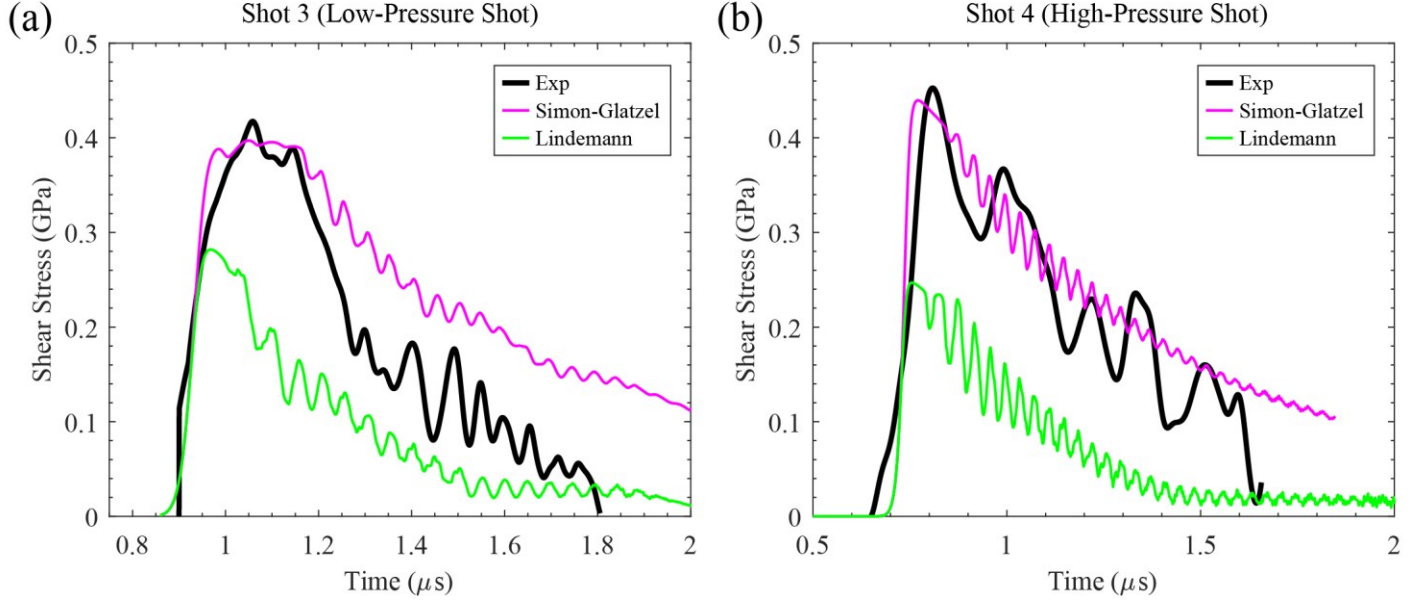 (a)
Shot 3 (Low-Pressure Shot)
0.5
0.4
0.3
0.2
0.1
0
Shear Stress (GPa)
Exp
Simon-Glatzel
Lindemann
0.8
1
1.2
1.4
1.6
1.8
2
Time (μs)
(b)
Shot 4 (High-Pressure Shot)
0.5
0.4
0.3
0.2
0.1
0
Shear Stress (GPa)
Exp
Simon-Glatzel
Lindemann
0.5
1
1.5
2
Time (μs)